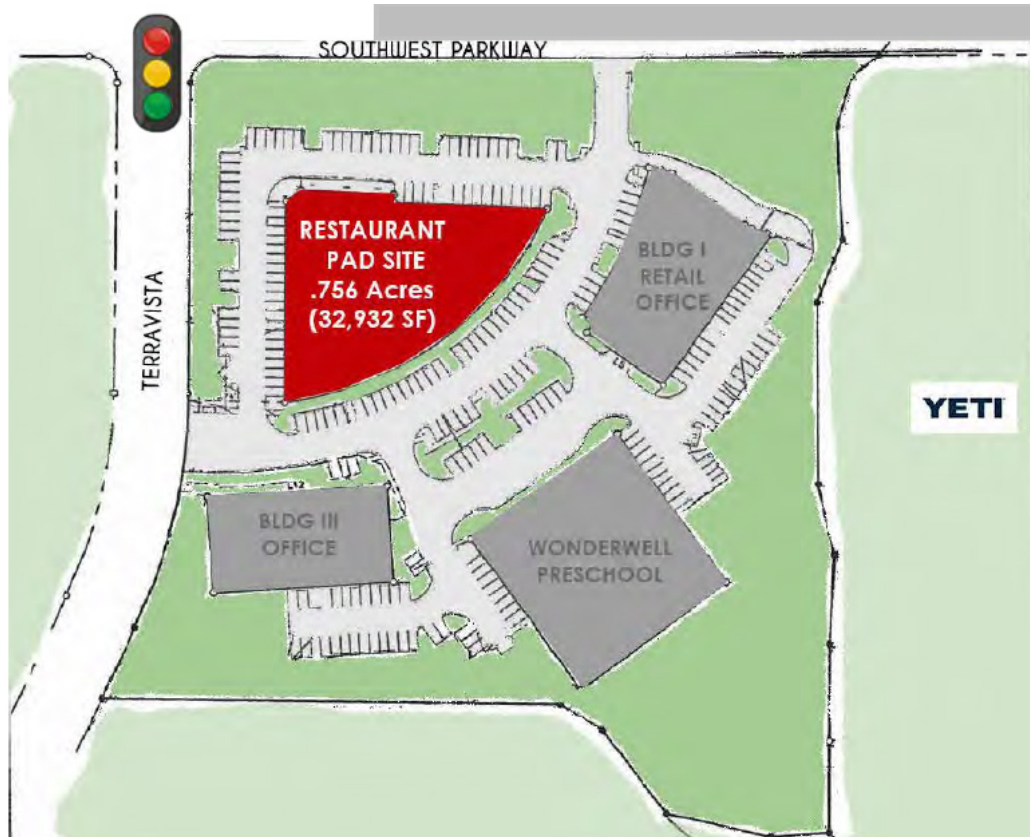 SOUTHWEST PARKWAY
RESTAURANT
PAD SITE
.756 Acres
(32,932 SF)
BLDG I
RETAIL
OFFICE
TERRAVISTA
YETI
BLDG III
OFFICE
WONDERWELL
PRESCHOOL